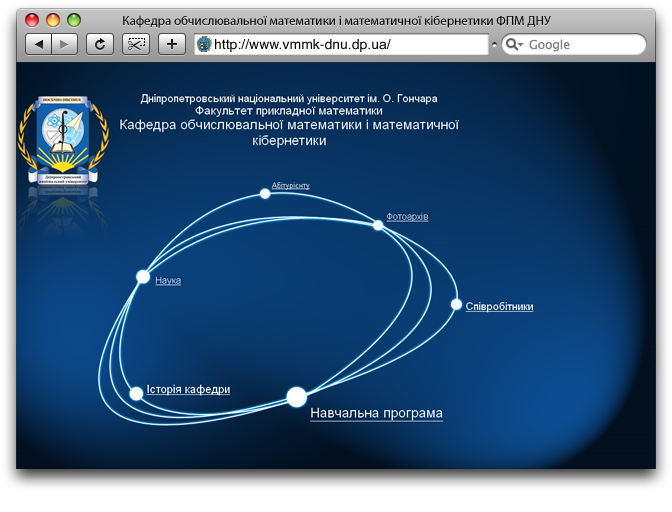 Кафедра обчислювальної математики і математичної кібернетики ФПМ ДНУ
http://www.vmmk-dnu.dp.ua/
Google
DOCENDO DISCIMUS
Дніпропетровський національний університет ім. О. Гончара
Факультет прикладної математики
Кафедра обчислювальної математики і математичної
кібернетики
Дніпропетровський
національний університет
Абітурієнту
Фотоархів
Наука
Співробітники
Історія кафедри
Навчальна програма